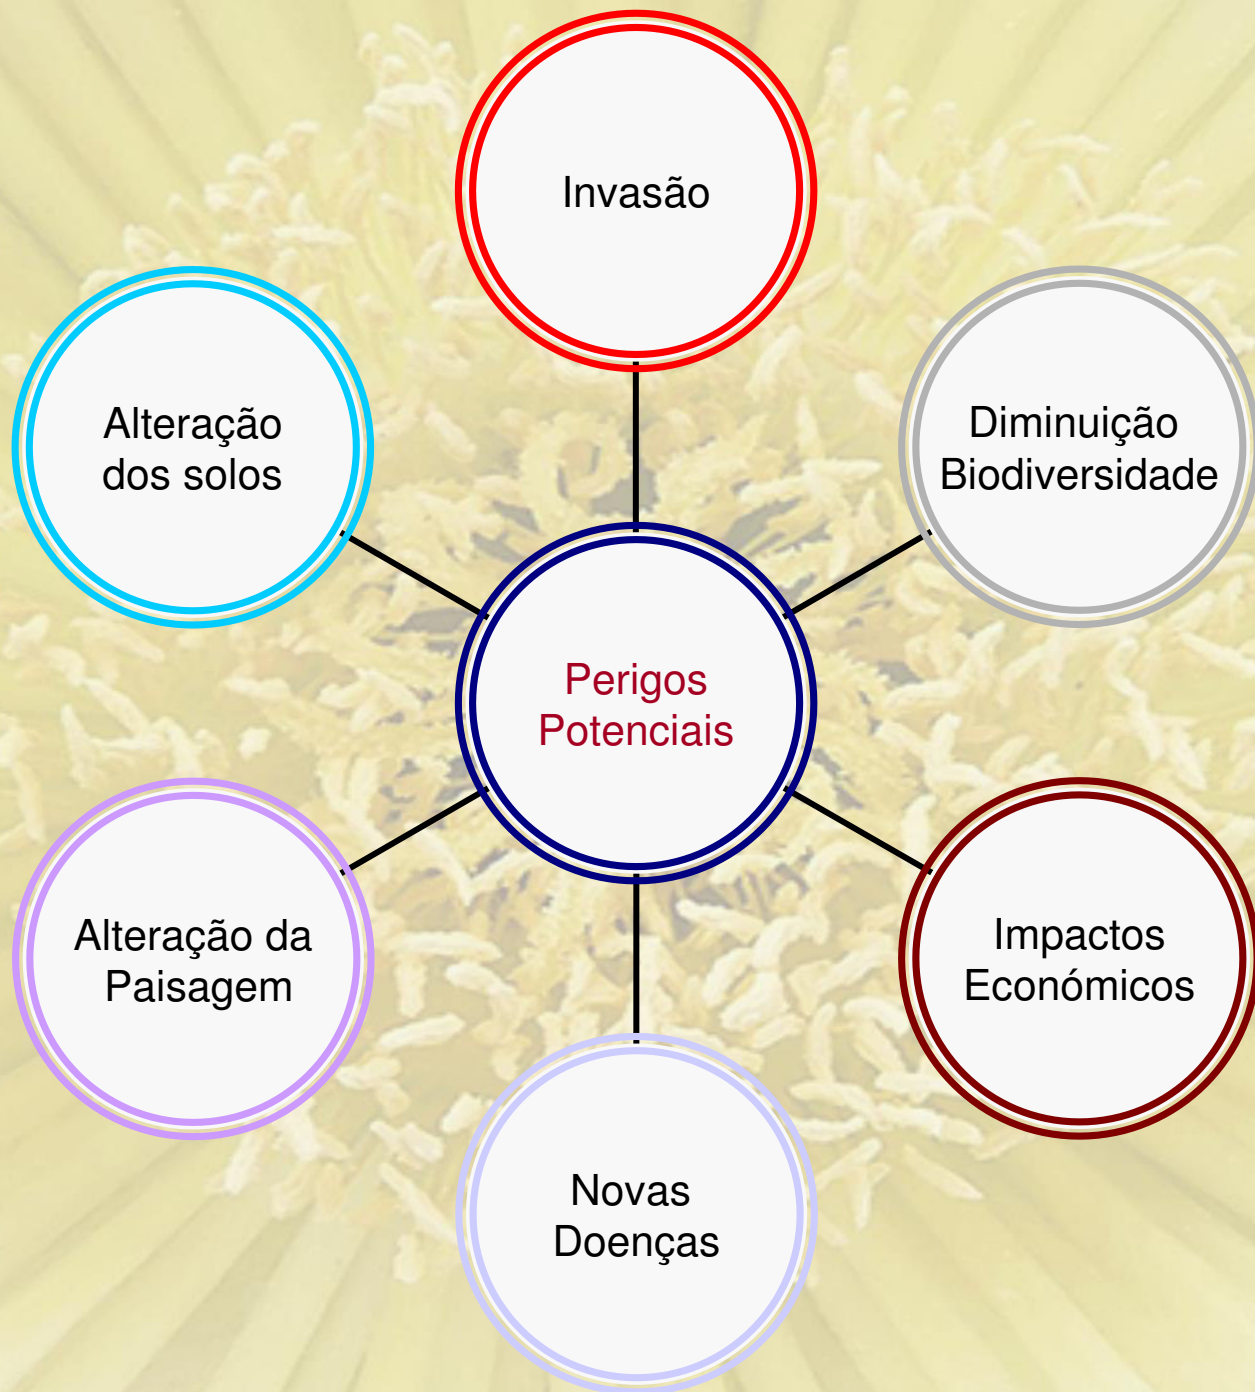 Invasão
Alteração
dos solos
Diminuição
Biodiversidade
Perigos
Potenciais
Alteração da
Paisagem
Impactos
Económicos
Novas
Doenças